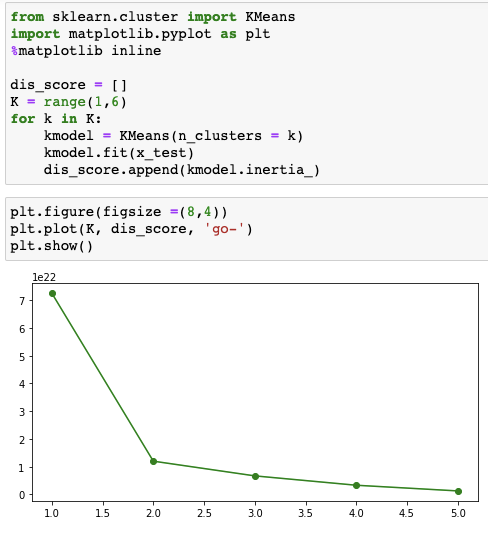 from sklearn.cluster import KMeans
import matplotlib.pyplot as plt
%matplotlib inline
dis_score = []
K = range(1,6)
for k in K:
    kmodel = KMeans(n_clusters = k)
    kmodel.fit(x_test)
    dis_score.append(kmodel.inertia_)
plt.figure(figsize =(8,4))
plt.plot(K, dis_score, 'go-')
plt.show()
1e22
7
6
5
4
3
2
1
0
1.0 1.5 2.0 2.5 3.0 3.5 4.0 4.5 5.0